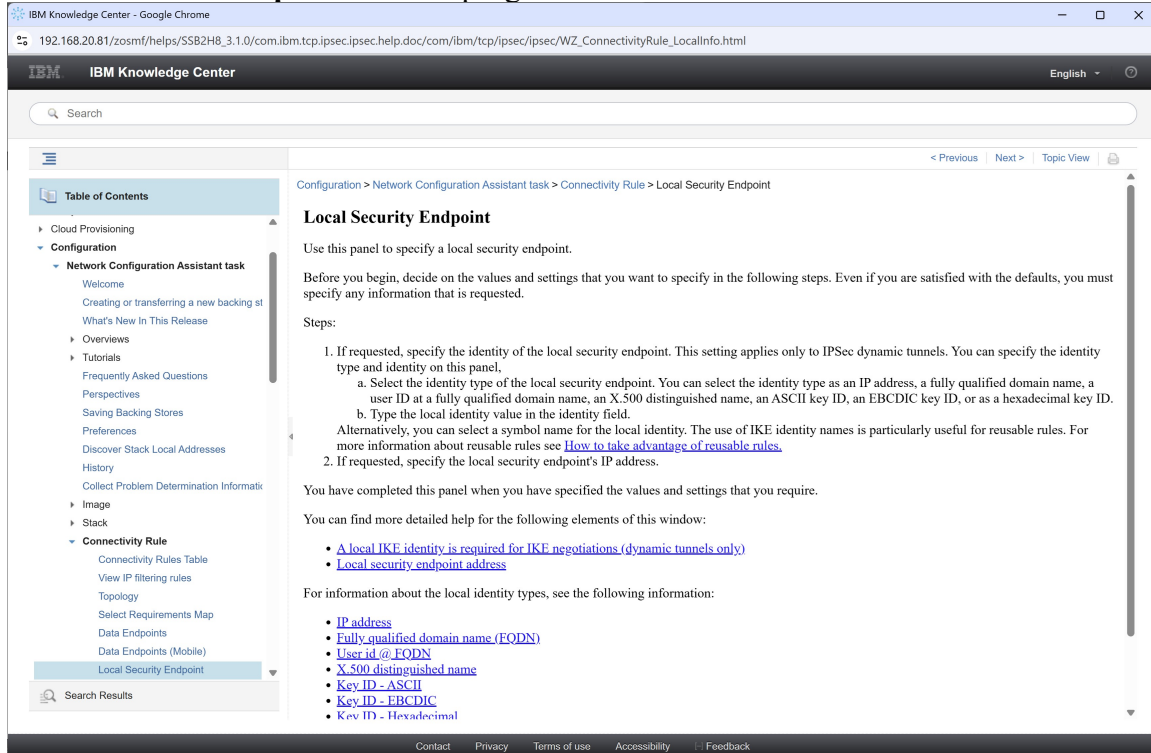 IBM Knowledge Center - Google Chrome
192.168.20.81/zosmf/helps/SSB2H8_3.1.0/com.ibm.tcp.ipsec.ipsec.help.doc/com/ibm/tcp/ipsec/ipsec/WZ_ConnectivityRule_LocalInfo.html
IBM. IBM Knowledge Center
English
Search
< Previous Next > Topic View
Table of Contents
Cloud Provisioning
Configuration
Network Configuration Assistant task
Welcome
Creating or transferring a new backing st
What's New In This Release
Overviews
Tutorials
Frequently Asked Questions
Perspectives
Saving Backing Stores
Preferences
Discover Stack Local Addresses
History
Collect Problem Determination Informatic
Image
Stack
Connectivity Rule
Connectivity Rules Table
View IP filtering rules
Topology
Select Requirements Map
Data Endpoints
Data Endpoints (Mobile)
Local Security Endpoint
Search Results
Configuration > Network Configuration Assistant task > Connectivity Rule > Local Security Endpoint
Local Security Endpoint
Use this panel to specify a local security endpoint.
Before you begin, decide on the values and settings that you want to specify in the following steps. Even if you are satisfied with the defaults, you must
specify any information that is requested.
Steps:
1. If requested, specify the identity of the local security endpoint. This setting applies only to IPSec dynamic tunnels. You can specify the identity
type and identity on this panel,
a. Select the identity type of the local security endpoint. You can select the identity type as an IP address, a fully qualified domain name, a
user ID at a fully qualified domain name, an X.500 distinguished name, an ASCII key ID, an EBCDIC key ID, or as a hexadecimal key ID.
b. Type the local identity value in the identity field.
Alternatively, you can select a symbol name for the local identity. The use of IKE identity names is particularly useful for reusable rules. For
more information about reusable rules see How to take advantage of reusable rules.
2. If requested, specify the local security endpoint's IP address.
You have completed this panel when you have specified the values and settings that you require.
You can find more detailed help for the following elements of this window:
• A local IKE identity is required for IKE negotiations (dynamic tunnels only)
• Local security endpoint address
For information about the local identity types, see the following information:
• IP address
• Fully qualified domain name (FQDN)
• User id @ FQDN
• X.500 distinguished name
• Key ID - ASCII
• Key ID - EBCDIC
• Key ID - Hexadecimal
Contact Privacy Terms of use Accessibility [-] Feedback